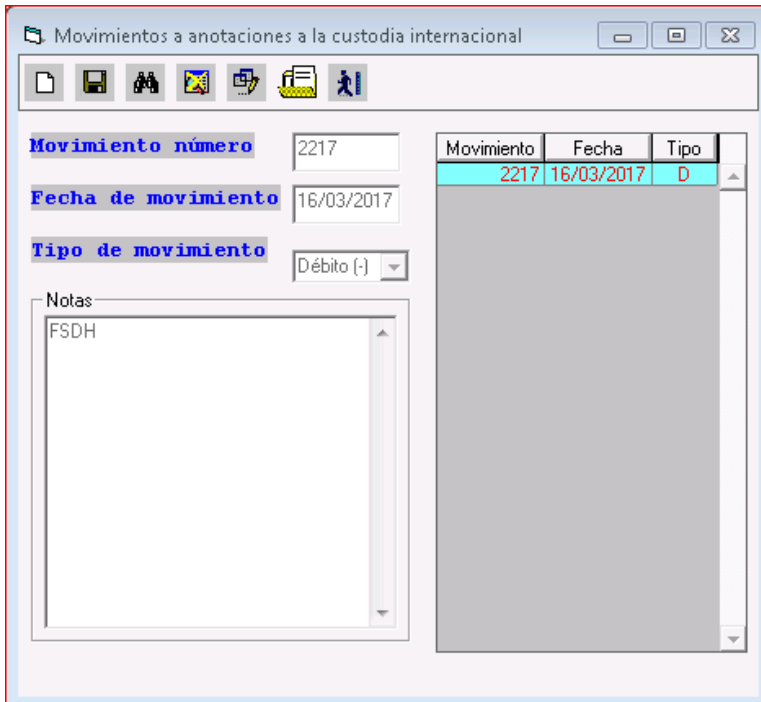 Movimientos a anotaciones a la custodia internacional
Movimiento número 2217
Fecha de movimiento 16/03/2017
Tipo de movimiento Débito (-)
Notas
FSDH
Movimiento Fecha Tipo
2217 16/03/2017 D